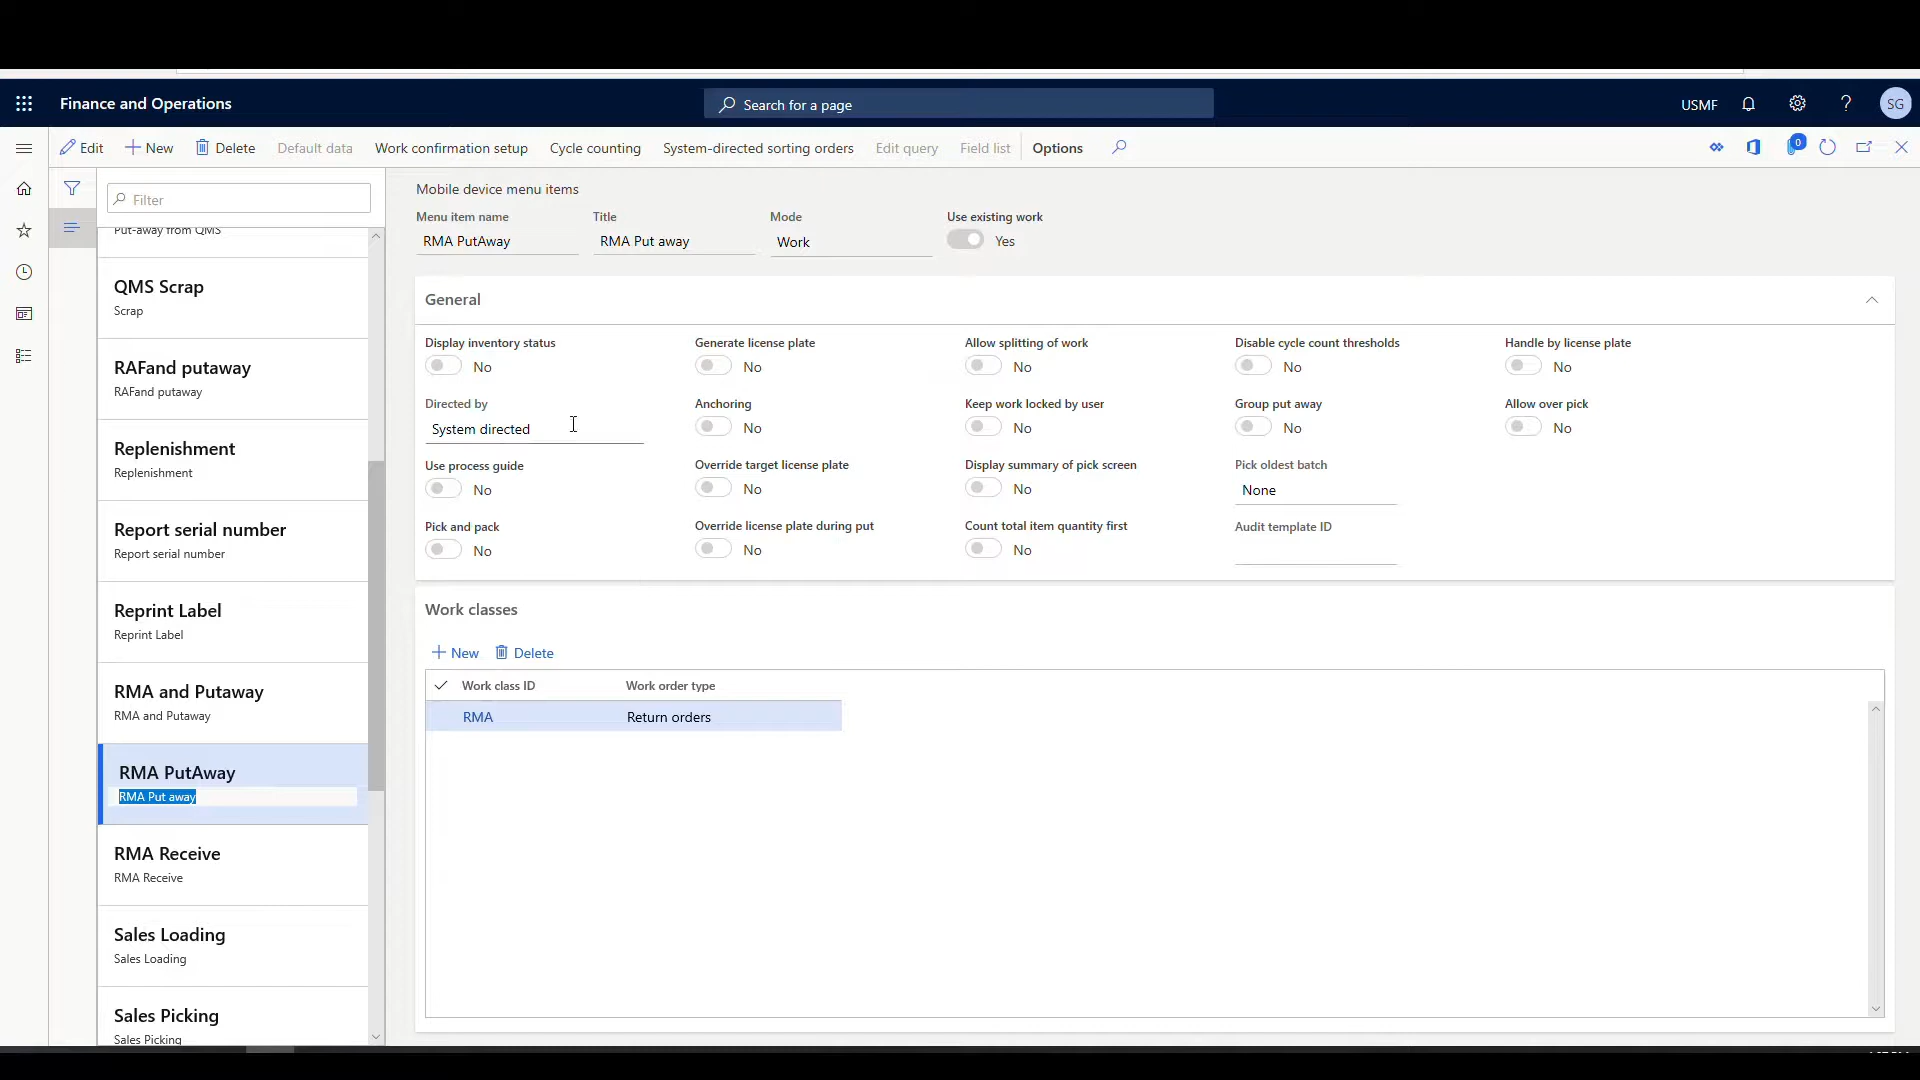 Finance and Operations
Search for a page
USMF
SG
Edit
New
Delete
Default data
Work confirmation setup
Cycle counting
System-directed sorting orders
Edit query
Field list
Options
0
Filter
Put-away from QMS
QMS Scrap
Scrap
RAFand putaway
RAFand putaway
Replenishment
Replenishment
Report serial number
Report serial number
Reprint Label
Reprint Label
RMA and Putaway
RMA and Putaway
RMA PutAway
RMA Put away
RMA Receive
RMA Receive
Sales Loading
Sales Loading
Sales Picking
Sales Picking
Mobile device menu items
Menu item name
Title
Mode
Use existing work
RMA PutAway
RMA Put away
Work
Yes
General
Display inventory status
Generate license plate
Allow splitting of work
Disable cycle count thresholds
Handle by license plate
No
No
No
No
No
Directed by
Anchoring
Keep work locked by user
Group put away
Allow over pick
System directed
No
No
No
No
Use process guide
Override target license plate
Display summary of pick screen
Pick oldest batch
No
No
No
None
Pick and pack
Override license plate during put
Count total item quantity first
Audit template ID
No
No
No
Work classes
New
Delete
Work class ID
Work order type
RMA
Return orders